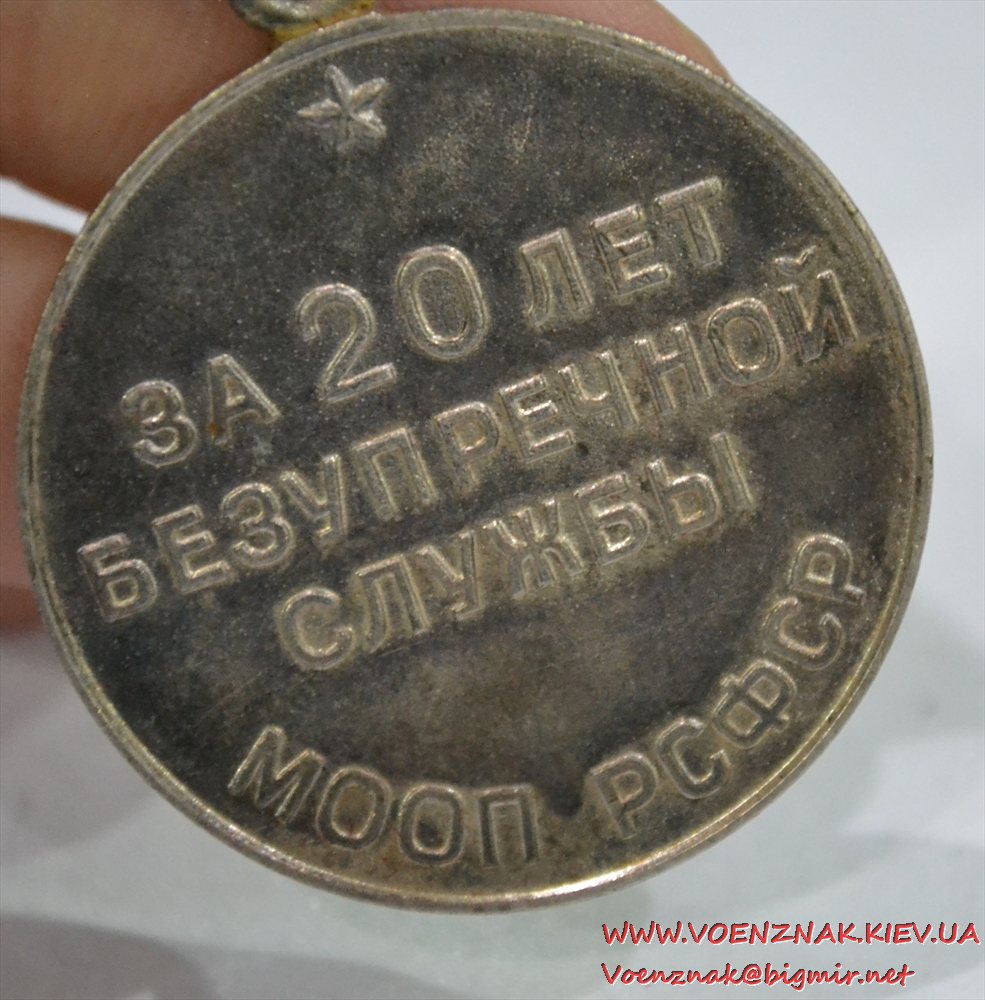 ЗА 20 ЛЕТ
БЕЗУПРЕЧНОЙ
СЛУЖБЫ
МООП РСФСР
WWW.VOENZNAK.KIEV.UA
Voenznak@bigmir.net